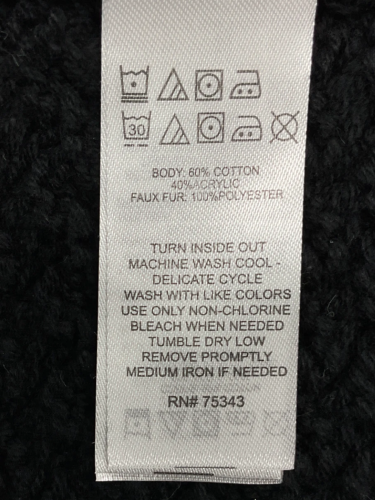 30
BODY: 60% COTTON
40%ACRYLIC
FAUX FUR: 100%POLYESTER
TURN INSIDE OUT
MACHINE WASH COOL -
DELICATE CYCLE
WASH WITH LIKE COLORS
USE ONLY NON-CHLORINE
BLEACH WHEN NEEDED
TUMBLE DRY LOW
REMOVE PROMPTLY
MEDIUM IRON IF NEEDED
RN# 75343